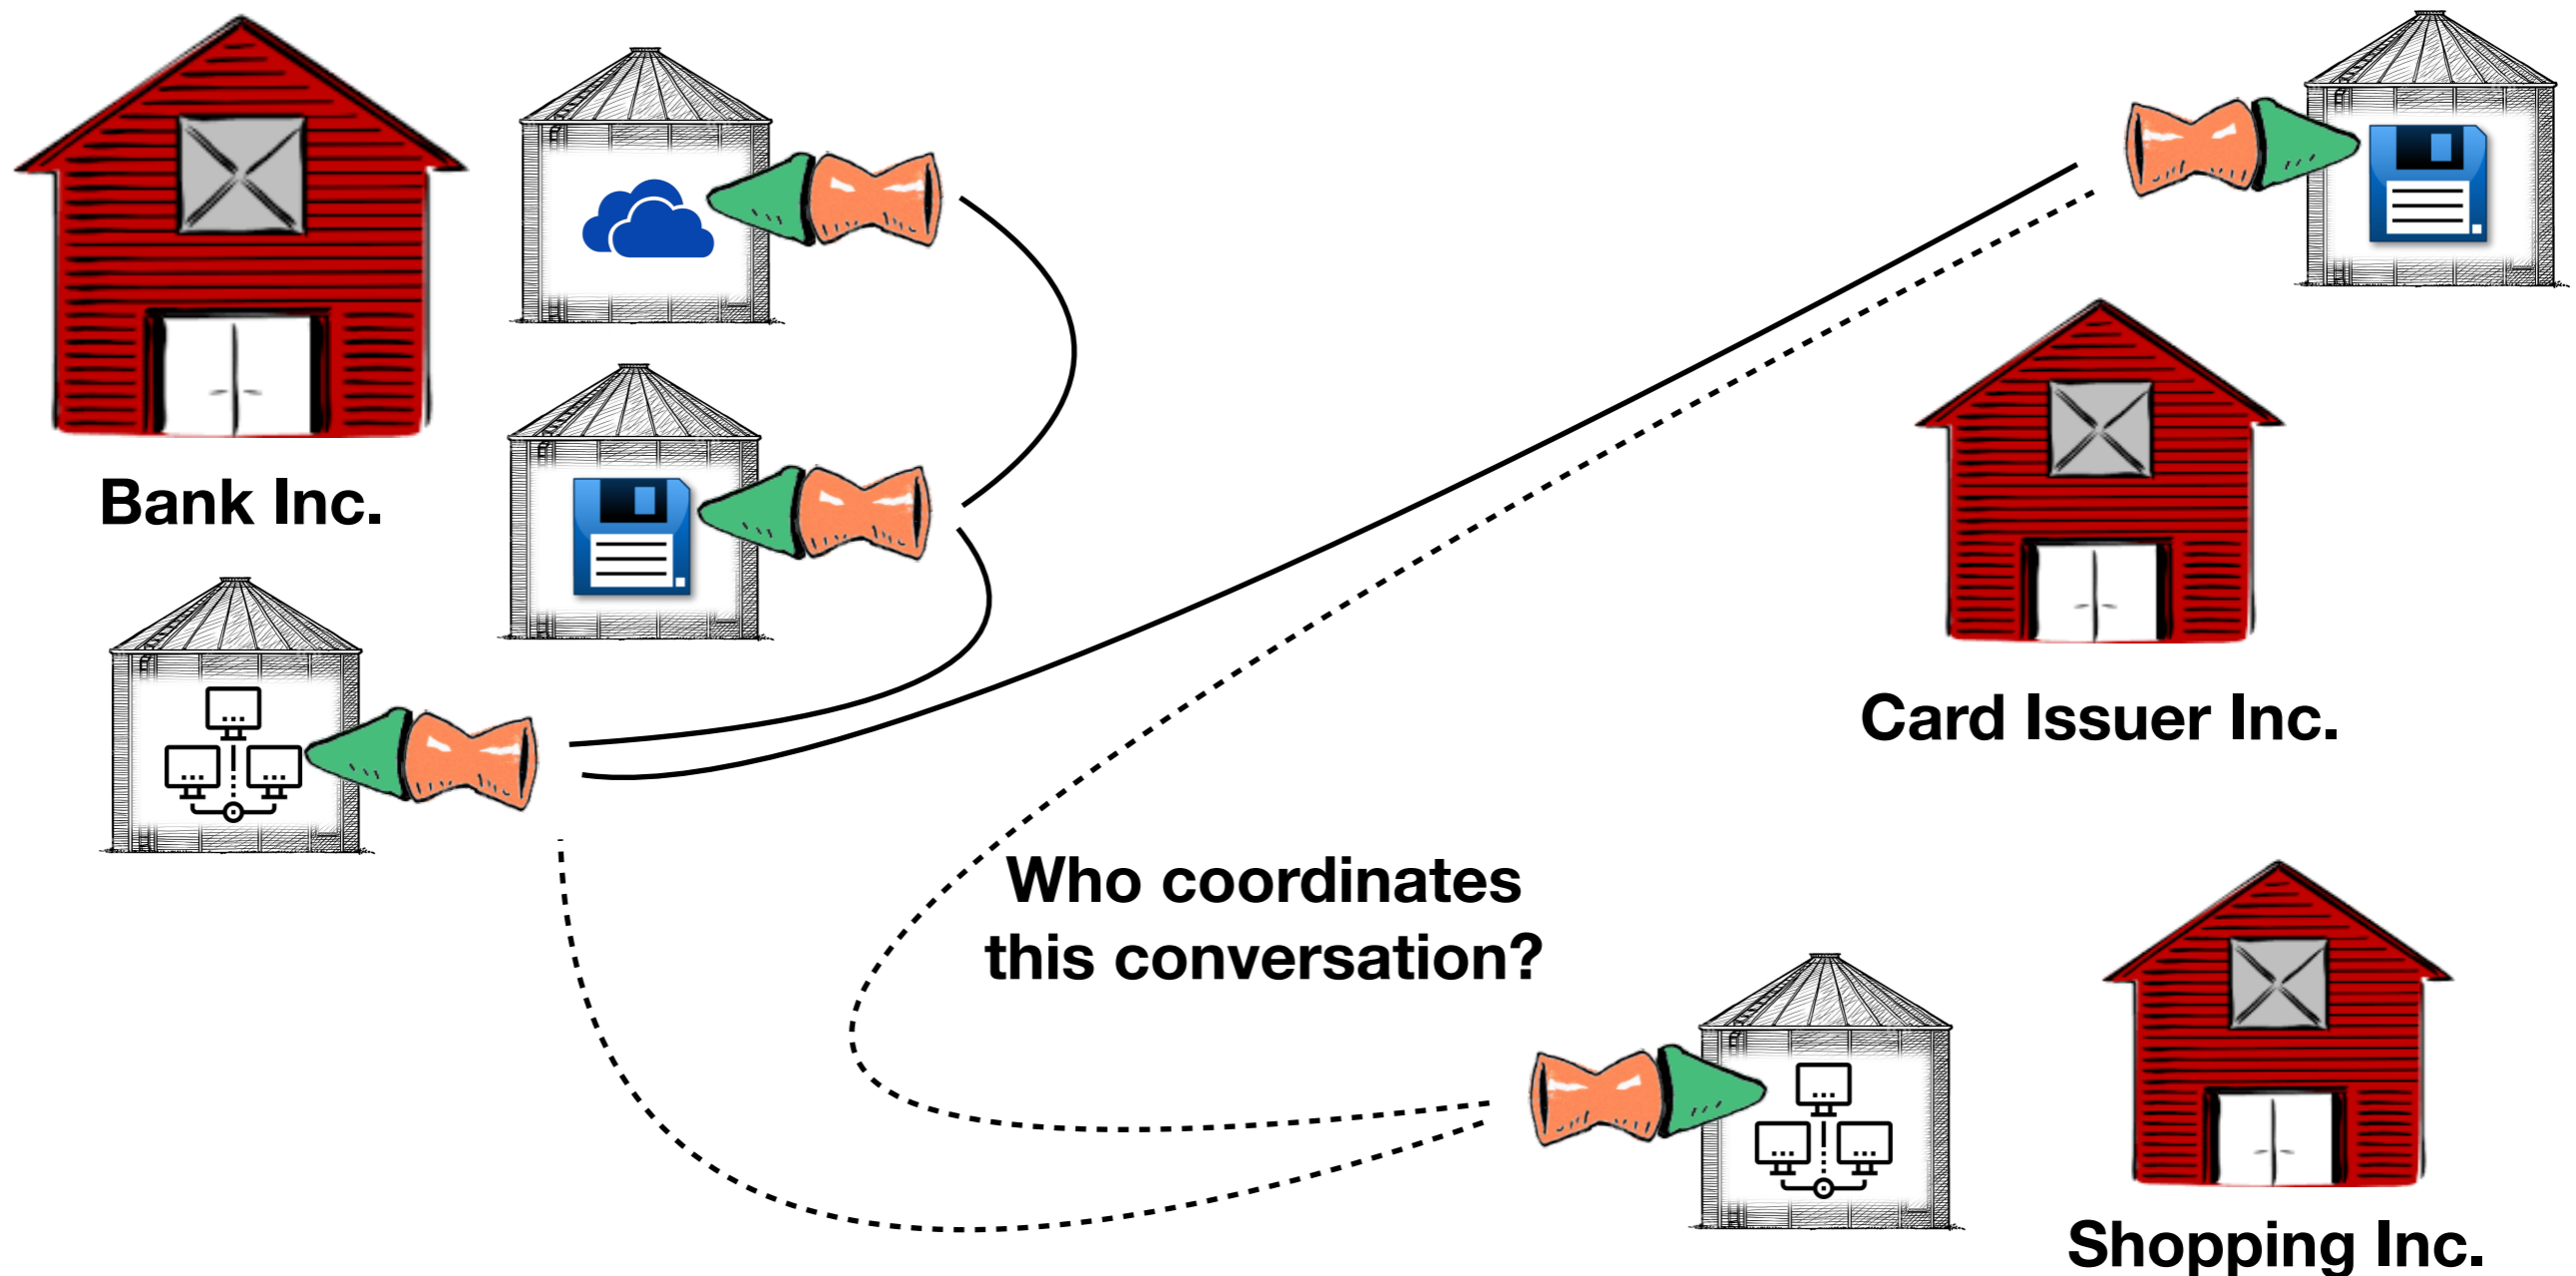 Bank Inc.
Card Issuer Inc.
Who coordinates
this conversation?
Shopping Inc.